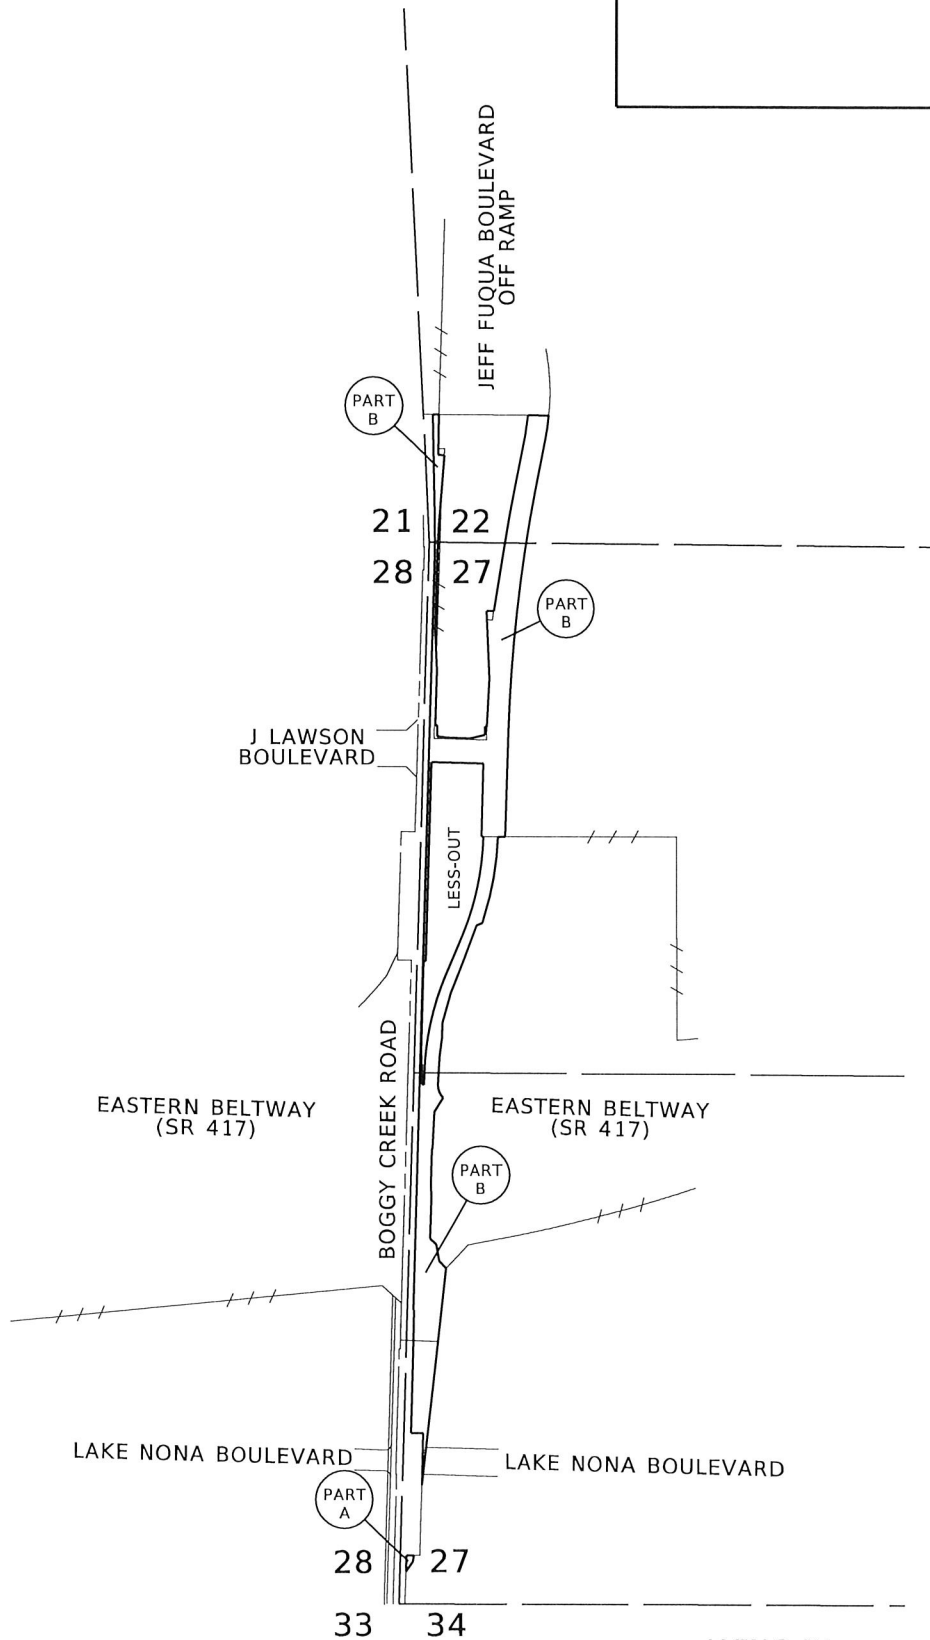 JEFF FUQUA BOULEVARD
OFF RAMP
PART
B
21 22
28 27
PART
B
J LAWSON
BOULEVARD
LESS-OUT
BOGGY CREEK ROAD
EASTERN BELTWAY
(SR 417)
EASTERN BELTWAY
(SR 417)
PART
B
LAKE NONA BOULEVARD
LAKE NONA BOULEVARD
PART
A
28 27
33 34